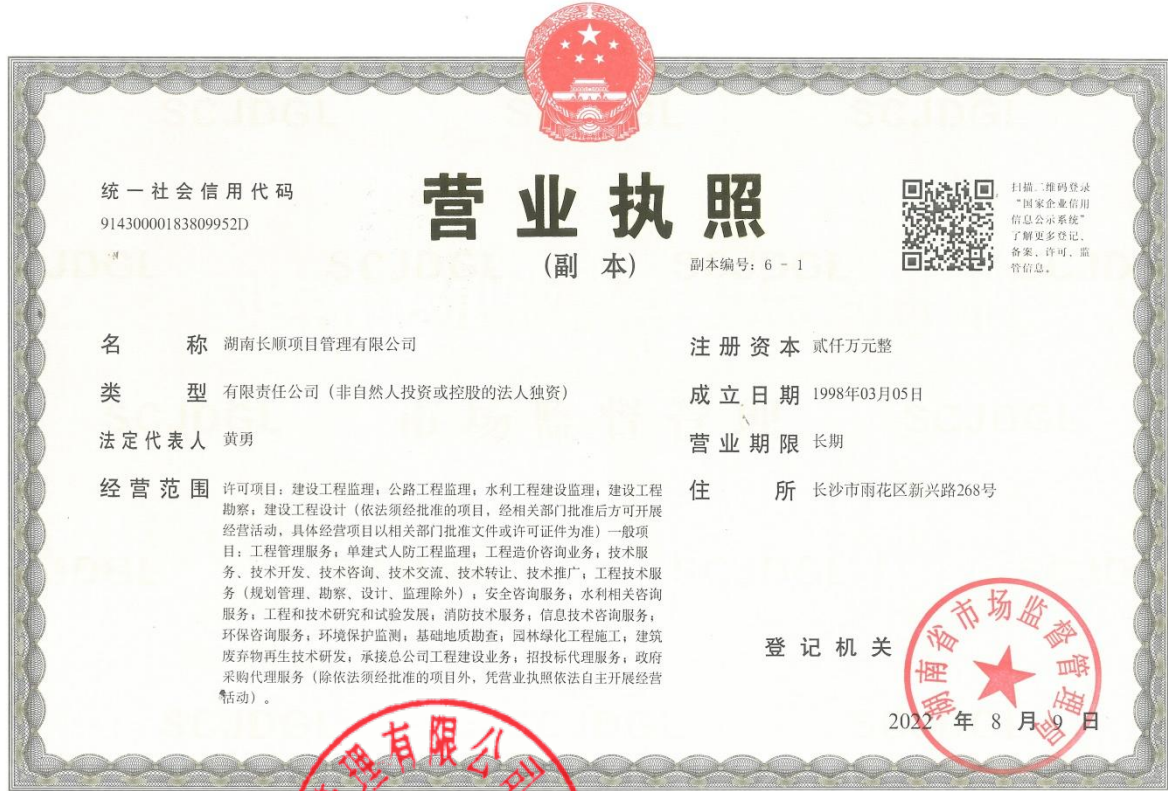 统一社会信用代码
91430000183809952D
营业执照
(副 本)
副本编号：6 - 1
扫描二维码登录
“国家企业信用
信息公示系统”
了解更多登记、
备案、许可、监
管信息。
名 称 湖南长顺项目管理有限公司
类 型 有限责任公司（非自然人投资或控股的法人独资）
法定代表人 黄勇
经营范围 许可项目：建设工程监理；公路工程监理；水利工程建设监理；建设工程
勘察；建设工程设计（依法须经批准的项目，经相关部门批准后方可开展
经营活动，具体经营项目以相关部门批准文件或许可证件为准）一般项
目：工程管理服务；单建式人防工程监理；工程造价咨询业务；技术服
务、技术开发、技术咨询、技术交流、技术转让、技术推广；工程技术服
务（规划管理、勘察、设计、监理除外）；安全咨询服务；水利相关咨询
服务；工程和技术研究和试验发展；消防技术服务；信息技术咨询服务；
环保咨询服务；环境保护监测；基础地质勘查；园林绿化工程施工；建筑
废弃物再生技术研发；承接总公司工程建设业务；招投标代理服务；政府
采购代理服务（除依法须经批准的项目外，凭营业执照依法自主开展经营
活动）。
注册资本 贰仟万元整
成立日期 1998年03月05日
营业期限 长期
住 所 长沙市雨花区新兴路268号
登记机关
湖南省市场监督管理局
2022 年 8 月 9 日
理有限公司
SCJDGL